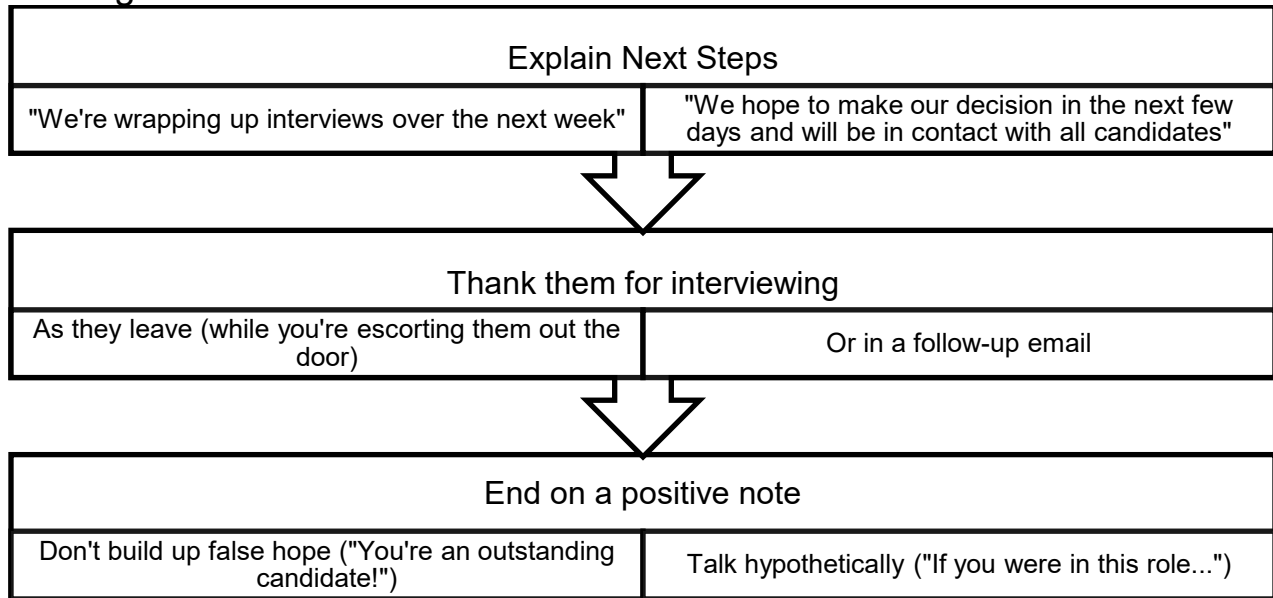 Explain Next Steps
"We're wrapping up interviews over the next week"
"We hope to make our decision in the next few
days and will be in contact with all candidates"
Thank them for interviewing
As they leave (while you're escorting them out the
door)
Or in a follow-up email
End on a positive note
Don't build up false hope ("You're an outstanding
candidate!")
Talk hypothetically ("If you were in this role...")